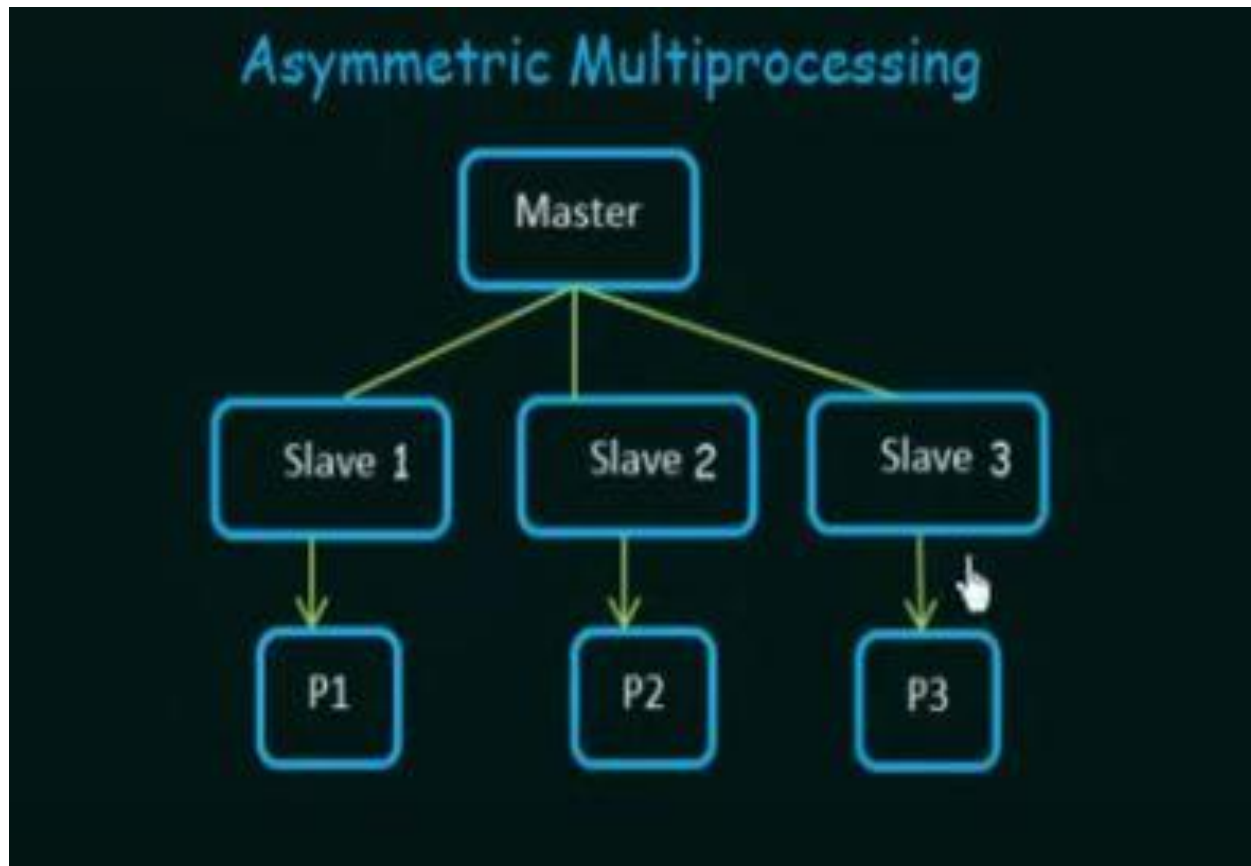 Asymmetric Multiprocessing
Master
Slave 1
Slave 2
Slave 3
P1
P2
P3